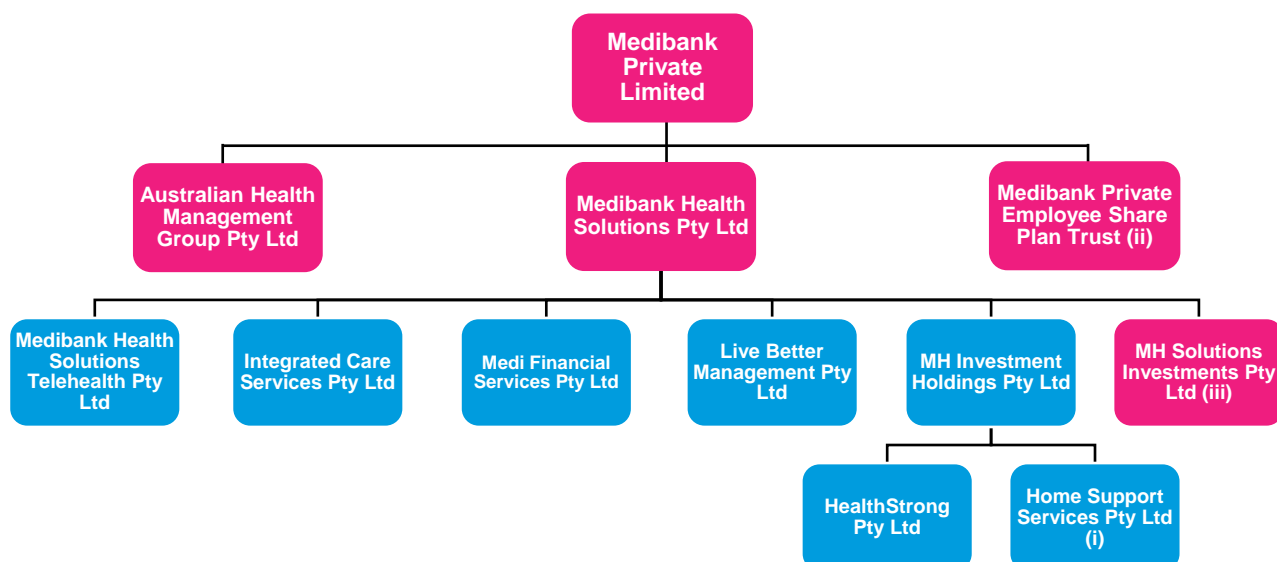 Medibank
Private
Limited
Australian Health
Management
Group Pty Ltd
Medibank Health
Solutions Pty Ltd
Medibank Private
Employee Share
Plan Trust (ii)
Medibank Health
Solutions
Telehealth Pty
Ltd
Integrated Care
Services Pty Ltd
Medi Financial
Services Pty Ltd
Live Better
Management Pty
Ltd
MH Investment
Holdings Pty Ltd
MH Solutions
Investments Pty
Ltd (iii)
HealthStrong
Pty Ltd
Home Support
Services Pty Ltd
(i)